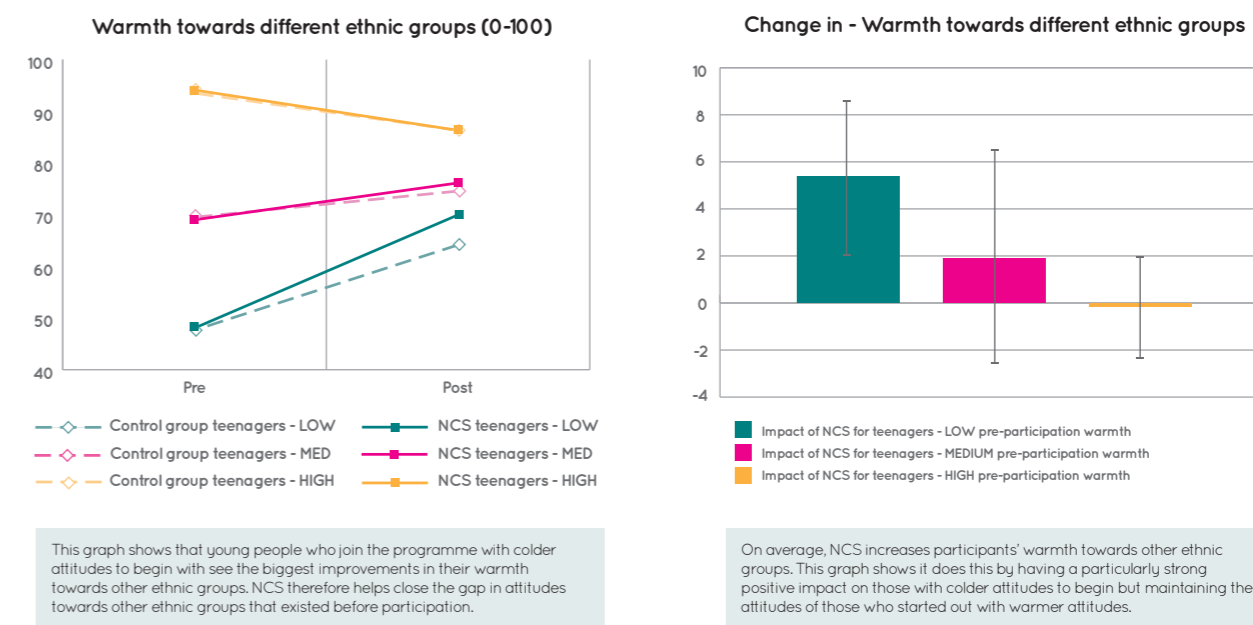 Warmth towards different ethnic groups (0-100)
100
90
80
70
60
50
40
Pre
Post
Control group teenagers - LOW
NCS teenagers - LOW
Control group teenagers - MED
NCS teenagers - MED
Control group teenagers - HIGH
NCS teenagers - HIGH
This graph shows that young people who join the programme with colder
attitudes to begin with see the biggest improvements in their warmth
towards other ethnic groups. NCS therefore helps close the gap in attitudes
towards other ethnic groups that existed before participation.
Change in - Warmth towards different ethnic groups
10
8
6
4
2
0
-2
-4
Impact of NCS for teenagers - LOW pre-participation warmth
Impact of NCS for teenagers - MEDIUM pre-participation warmth
Impact of NCS for teenagers - HIGH pre-participation warmth
On average, NCS increases participants' warmth towards other ethnic
groups. This graph shows it does this by having a particularly strong
positive impact on those with colder attitudes to begin but maintaining the
attitudes of those who started out with warmer attitudes.